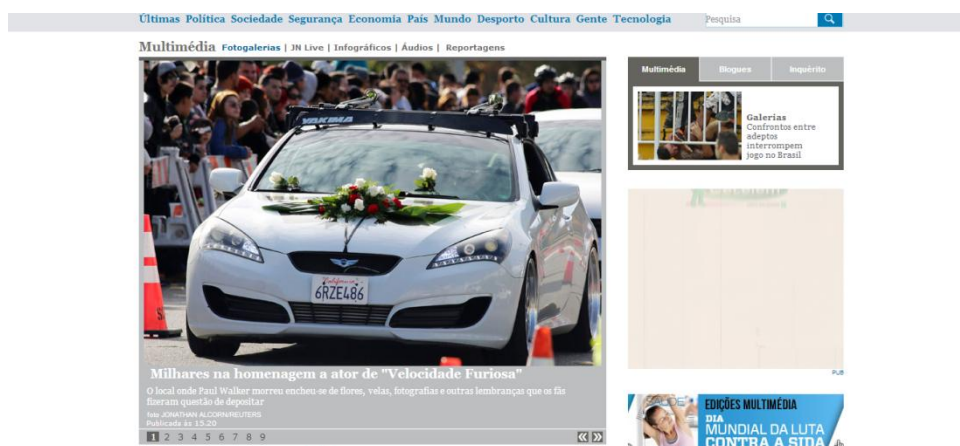 Últimas Política Sociedade Segurança Economia País Mundo Desporto Cultura Gente Tecnologia
Pesquisa
Multimédia Fotogalerias | JN Live | Infográficos | Áudios | Reportagens
YAKIMA
California
6RZE486
Milhares na homenagem a ator de "Velocidade Furiosa"
O local onde Paul Walker morreu encheu-se de flores, velas, fotografias e outras lembranças que os fãs
fizeram questão de depositar
foto JONATHAN ALCORN/REUTERS
Publicada às 15.20
1 2 3 4 5 6 7 8 9
Multimédia Blogues Inquérito
Galerias
Confrontos entre
adeptos
interrompem
jogo no Brasil
PUB
EDIÇÕES MULTIMÉDIA
DIA
MUNDIAL DA LUTA
CONTRA A SIDA